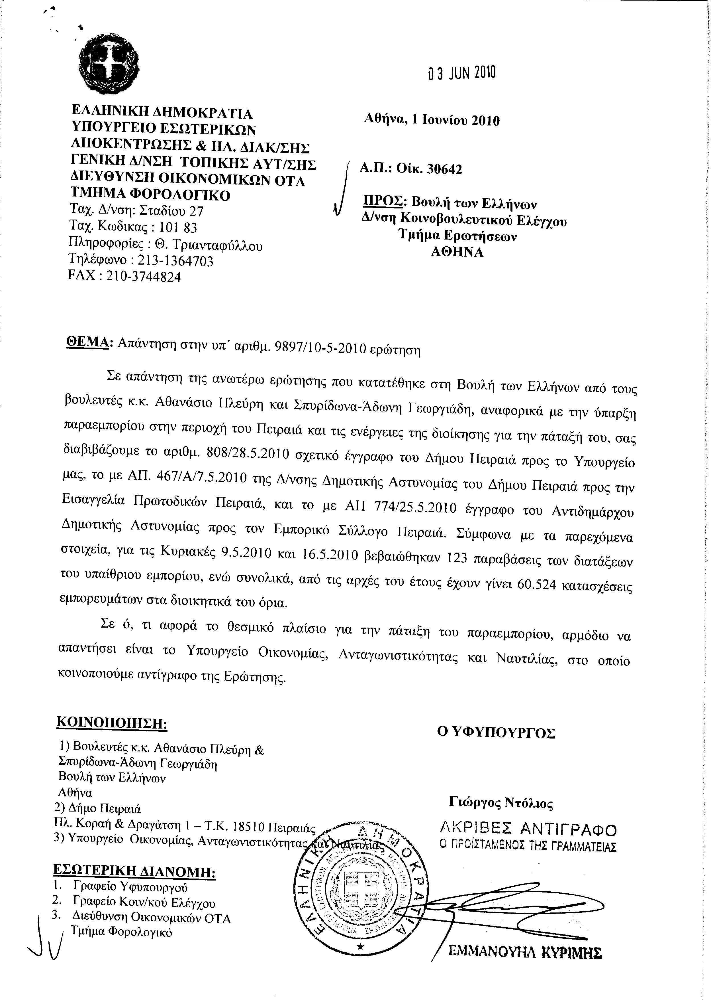 03 JUN 2010
ΕΛΛΗΝΙΚΗ ΔΗΜΟΚΡΑΤΙΑ
ΥΠΟΥΡΓΕΙΟ ΕΣΩΤΕΡΙΚΩΝ
ΑΠΟΚΕΝΤΡΩΣΗΣ & ΗΛ. ΔΙΑΚ/ΣΗΣ
ΓΕΝΙΚΗ Δ/ΝΣΗ ΤΟΠΙΚΗΣ ΑΥΤ/ΣΗΣ
ΔΙΕΥΘΥΝΣΗ ΟΙΚΟΝΟΜΙΚΩΝ ΟΤΑ
ΤΜΗΜΑ ΦΟΡΟΛΟΓΙΚΟ
Ταχ. Δ/νση: Σταδίου 27
Ταχ. Κωδικας : 101 83
Πληροφορίες : Θ. Τριανταφύλλου
Τηλέφωνο : 213-1364703
FAX : 210-3744824
Αθήνα, 1 Ιουνίου 2010
Α.Π.: Οίκ. 30642
ΠΡΟΣ: Βουλή των Ελλήνων
Δ/νση Κοινοβουλευτικού Ελέγχου
Τμήμα Ερωτήσεων
ΑΘΗΝΑ
ΘΕΜΑ: Απάντηση στην υπ΄ αριθμ. 9897/10-5-2010 ερώτηση
Σε απάντηση της ανωτέρω ερώτησης που κατατέθηκε στη Βουλή των Ελλήνων από τους
βουλευτές κ.κ. Αθανάσιο Πλεύρη και Σπυρίδωνα-Άδωνη Γεωργιάδη, αναφορικά με την ύπαρξη
παραεμπορίου στην περιοχή του Πειραιά και τις ενέργειες της διοίκησης για την πάταξή του, σας
διαβιβάζουμε το αριθμ. 808/28.5.2010 σχετικό έγγραφο του Δήμου Πειραιά προς το Υπουργείο
μας, το με ΑΠ. 467/Α/7.5.2010 της Δ/νσης Δημοτικής Αστυνομίας του Δήμου Πειραιά προς την
Εισαγγελία Πρωτοδικών Πειραιά, και το με ΑΠ 774/25.5.2010 έγγραφο του Αντιδημάρχου
Δημοτικής Αστυνομίας προς τον Εμπορικό Σύλλογο Πειραιά. Σύμφωνα με τα παρεχόμενα
στοιχεία, για τις Κυριακές 9.5.2010 και 16.5.2010 βεβαιώθηκαν 123 παραβάσεις των διατάξεων
του υπαίθριου εμπορίου, ενώ συνολικά, από τις αρχές του έτους έχουν γίνει 60.524 κατασχέσεις
εμπορευμάτων στα διοικητικά του όρια.
Σε ό, τι αφορά το θεσμικό πλαίσιο για την πάταξη του παραεμπορίου, αρμόδιο να
απαντήσει είναι το Υπουργείο Οικονομίας, Ανταγωνιστικότητας και Ναυτιλίας, στο οποίο
κοινοποιούμε αντίγραφο της Ερώτησης.
ΚΟΙΝΟΠΟΙΗΣΗ:
1) Βουλευτές κ.κ. Αθανάσιο Πλεύρη &
Σπυρίδωνα-Άδωνη Γεωργιάδη
Βουλή των Ελλήνων
Αθήνα
2) Δήμο Πειραιά
Πλ. Κοραή & Δραγάτση 1 – Τ.Κ. 18510 Πειραιάς
3) Υπουργείο Οικονομίας, Ανταγωνιστικότητας και Ναυτιλίας
ΕΣΩΤΕΡΙΚΗ ΔΙΑΝΟΜΗ:
1. Γραφείο Υφυπουργού
2. Γραφείο Κοιν/κού Ελέγχου
3. Διεύθυνση Οικονομικών ΟΤΑ
Τμήμα Φορολογικό
Ο ΥΦΥΠΟΥΡΓΟΣ
Γιώργος Ντόλιος
ΑΚΡΙΒΕΣ ΑΝΤΙΓΡΑΦΟ
Ο ΠΡΟΪΣΤΑΜΕΝΟΣ ΤΗΣ ΓΡΑΜΜΑΤΕΙΑΣ
ΕΛΛΗΝΙΚΗ ΔΗΜΟΚΡΑΤΙΑ
ΕΜΜΑΝΟΥΗΛ ΚΥΡΙΜΗΣ